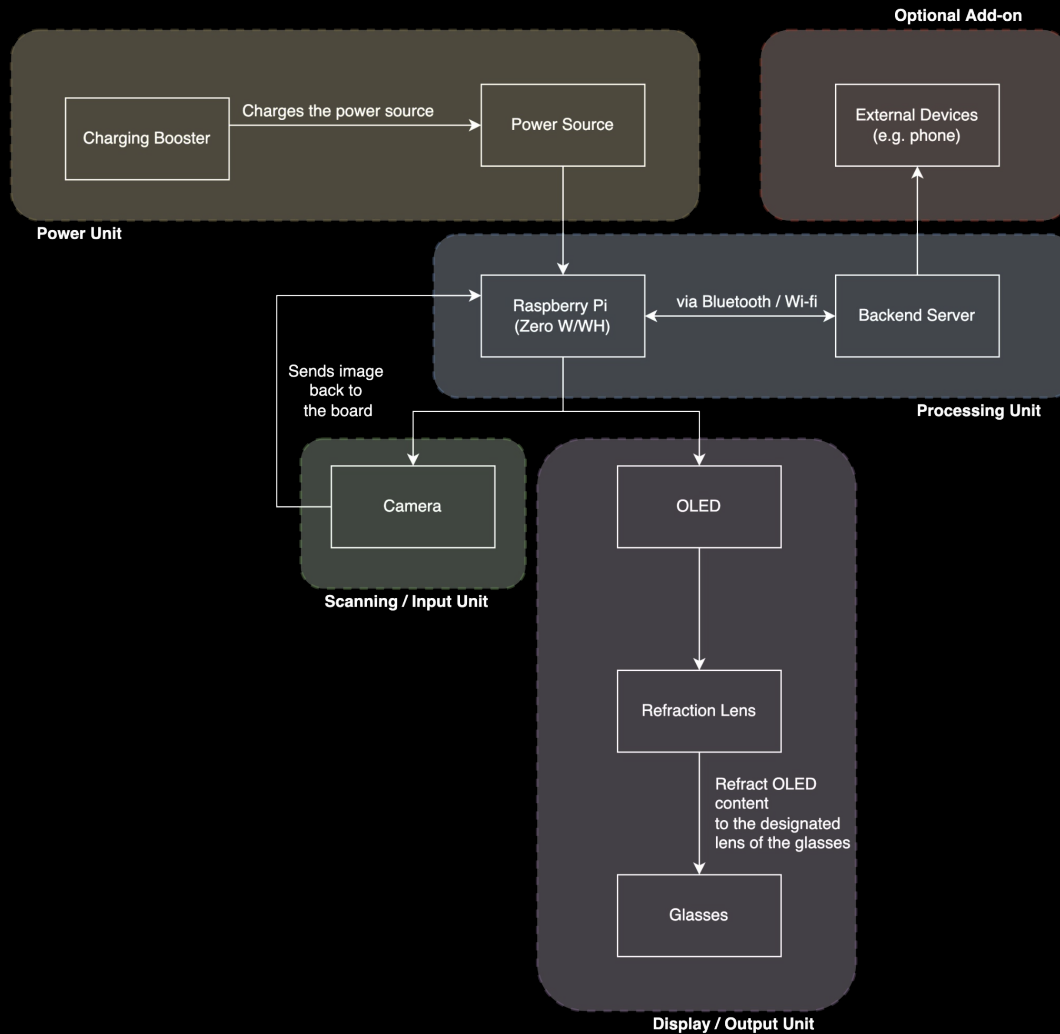 Optional Add-on
Charging Booster
Charges the power source
Power Source
External Devices
(e.g. phone)
Power Unit
Raspberry Pi
(Zero W/WH)
via Bluetooth / Wi-fi
Backend Server
Sends image
back to
the board
Processing Unit
Camera
OLED
Scanning / Input Unit
Refraction Lens
Refract OLED
content
to the designated
lens of the glasses
Glasses
Display / Output Unit